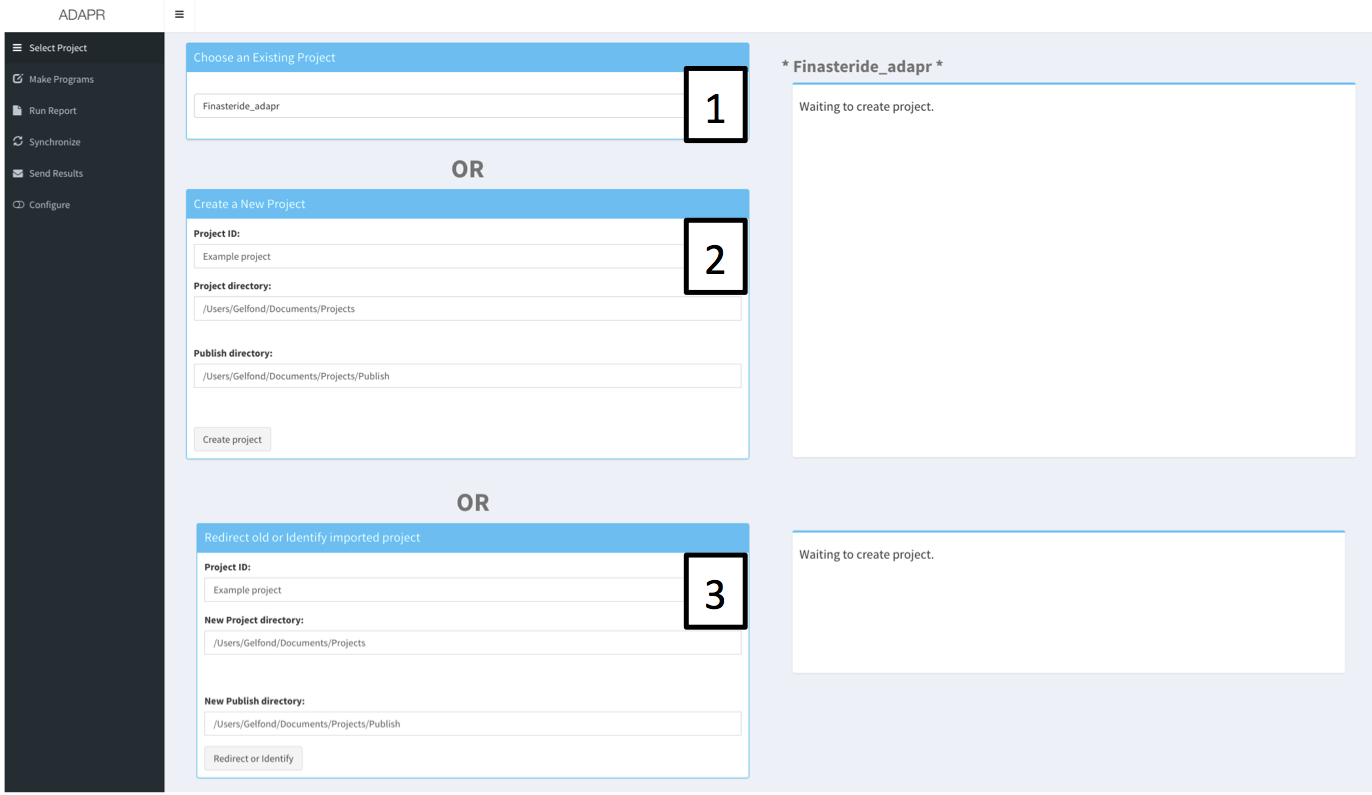 ADAPR
Select Project
Make Programs
Run Report
Synchronize
Send Results
Configure
Choose an Existing Project
Finasteride_adapr
1
OR
Create a New Project
Project ID:
Example project
2
Project directory:
/Users/Gelfond/Documents/Projects
Publish directory:
/Users/Gelfond/Documents/Projects/Publish
Create project
OR
Redirect old or Identify imported project
Project ID:
Example project
3
New Project directory:
/Users/Gelfond/Documents/Projects
New Publish directory:
/Users/Gelfond/Documents/Projects/Publish
Redirect or Identify
* Finasteride_adapr *
Waiting to create project.
Waiting to create project.